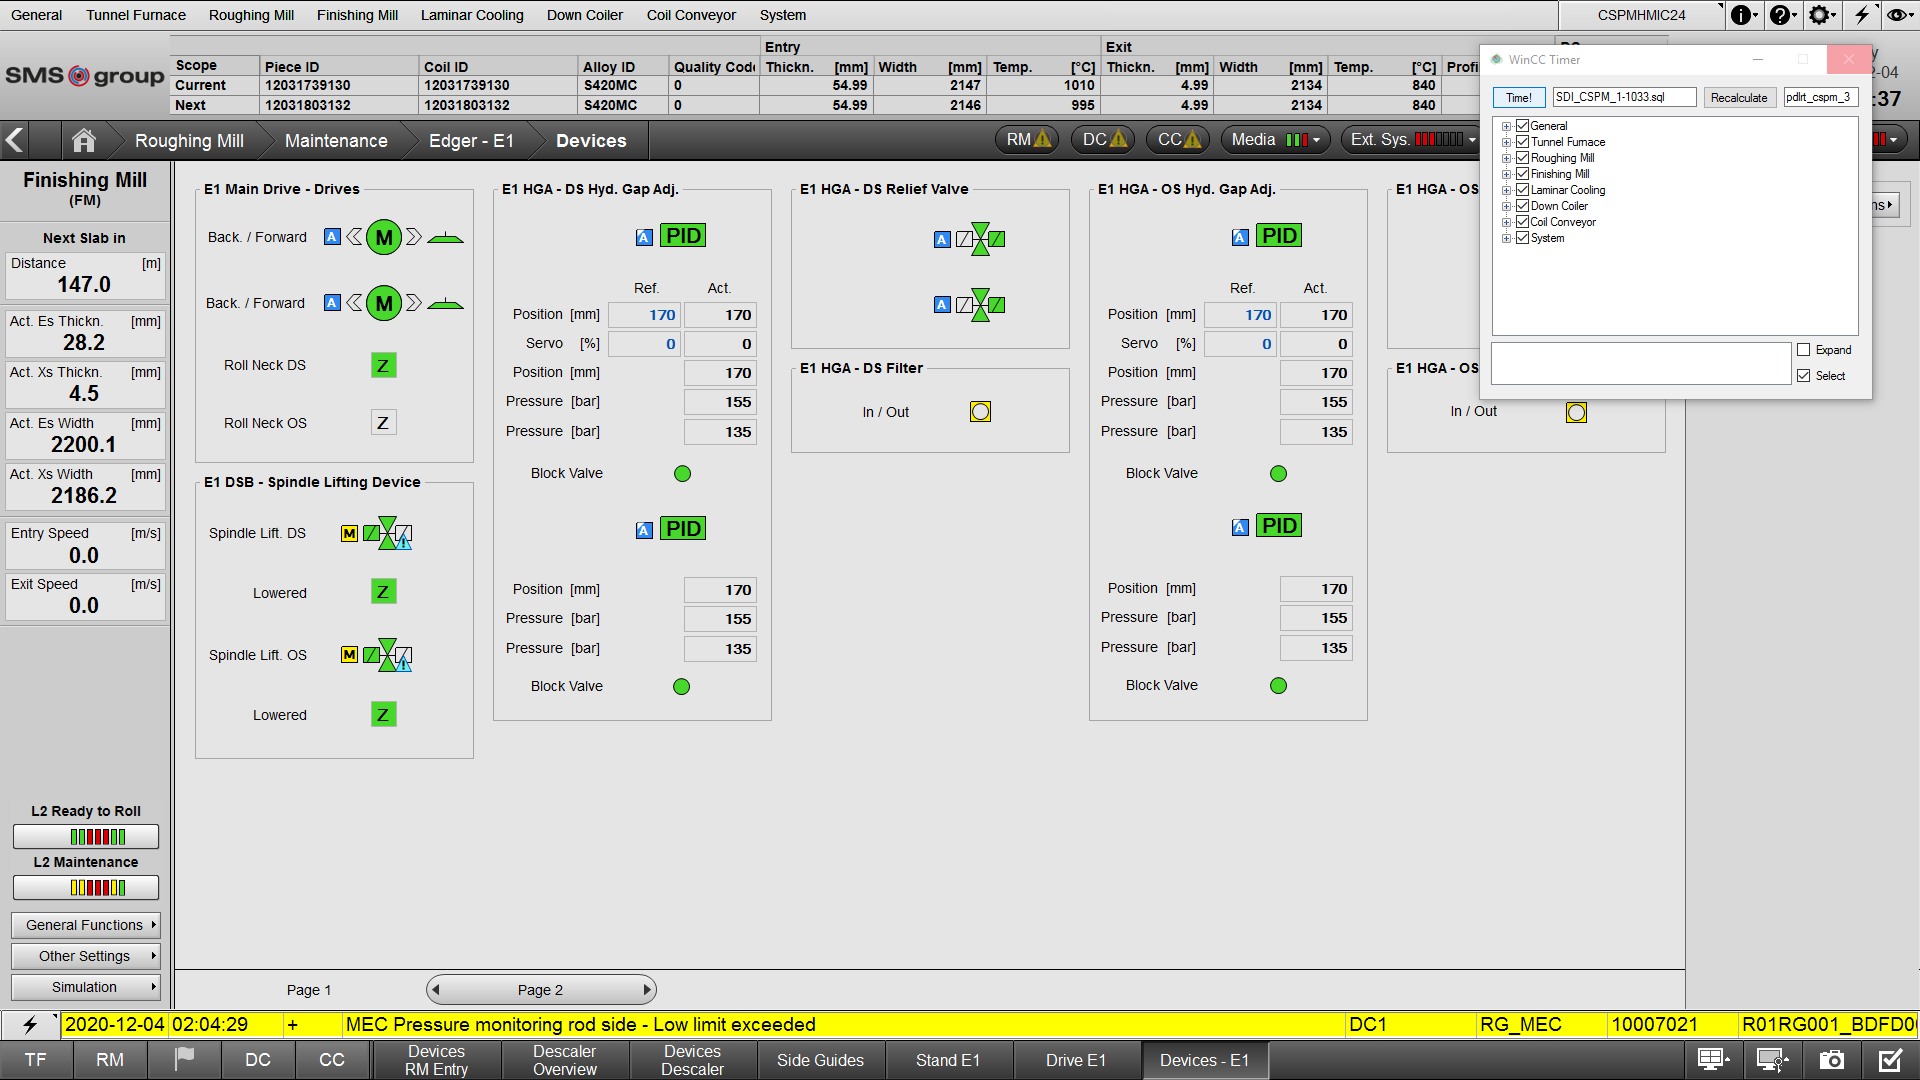 General Tunnel Furnace Roughing Mill Finishing Mill Laminar Cooling Down Coiler Coil Conveyor System CSPMHMIC24
SMS group
Entry Exit
Scope Piece ID Coil ID Alloy ID Quality Code Thickn. [mm] Width [mm] Temp. [°C] Thickn. [mm] Width [mm] Temp. [°C] Profi
Current 12031739130 12031739130 S420MC 0 54.99 2147 1010 4.99 2134 840
Next 12031803132 12031803132 S420MC 0 54.99 2146 995 4.99 2134 840
-04
:37
Roughing Mill Maintenance Edger - E1 Devices RM DC CC Media Ext. Sys.
WinCC Timer
Time! SDI_CSPM_1-1033.sql Recalculate pdlrt_cspm_3
General
Tunnel Furnace
Roughing Mill
Finishing Mill
Laminar Cooling
Down Coiler
Coil Conveyor
System
Expand
Select
ns
Finishing Mill
(FM)
Next Slab in
Distance [m]
147.0
Act. Es Thickn. [mm]
28.2
Act. Xs Thickn. [mm]
4.5
Act. Es Width [mm]
2200.1
Act. Xs Width [mm]
2186.2
Entry Speed [m/s]
0.0
Exit Speed [m/s]
0.0
L2 Ready to Roll
L2 Maintenance
General Functions
Other Settings
Simulation
E1 Main Drive - Drives
Back. / Forward A M
Back. / Forward A M
Roll Neck DS Z
Roll Neck OS Z
E1 DSB - Spindle Lifting Device
Spindle Lift. DS M
Lowered Z
Spindle Lift. OS M
Lowered Z
E1 HGA - DS Hyd. Gap Adj.
A PID
Ref. Act.
Position [mm] 170 170
Servo [%] 0 0
Position [mm] 170
Pressure [bar] 155
Pressure [bar] 135
Block Valve
A PID
Position [mm] 170
Pressure [bar] 155
Pressure [bar] 135
Block Valve
E1 HGA - DS Relief Valve
A
A
E1 HGA - DS Filter
In / Out
E1 HGA - OS Hyd. Gap Adj.
A PID
Ref. Act.
Position [mm] 170 170
Servo [%] 0 0
Position [mm] 170
Pressure [bar] 155
Pressure [bar] 135
Block Valve
A PID
Position [mm] 170
Pressure [bar] 155
Pressure [bar] 135
Block Valve
E1 HGA - OS
E1 HGA - OS
In / Out
Page 1 Page 2
2020-12-04 02:04:29 + MEC Pressure monitoring rod side - Low limit exceeded DC1 RG_MEC 10007021 R01RG001_BDFD0
TF RM DC CC Devices RM Entry Descaler Overview Devices Descaler Side Guides Stand E1 Drive E1 Devices - E1